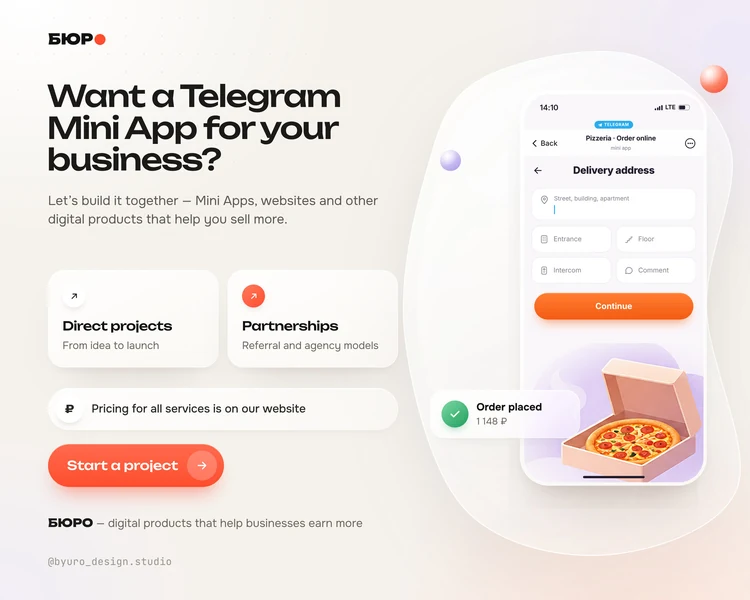 БЮР
Want a Telegram
Mini App for your
business?
Let's build it together — Mini Apps, websites and other
digital products that help you sell more.
Direct projects
From idea to launch
Partnerships
Referral and agency models
₽ Pricing for all services is on our website
Start a project
БЮРО — digital products that help businesses earn more
@byuro_design.studio
14:10
LTE
TELEGRAM
Back
Pizzeria · Order online
mini app
Delivery address
Street, building, apartment
Entrance
Floor
Intercom
Comment
Continue
Order placed
1 148 ₽